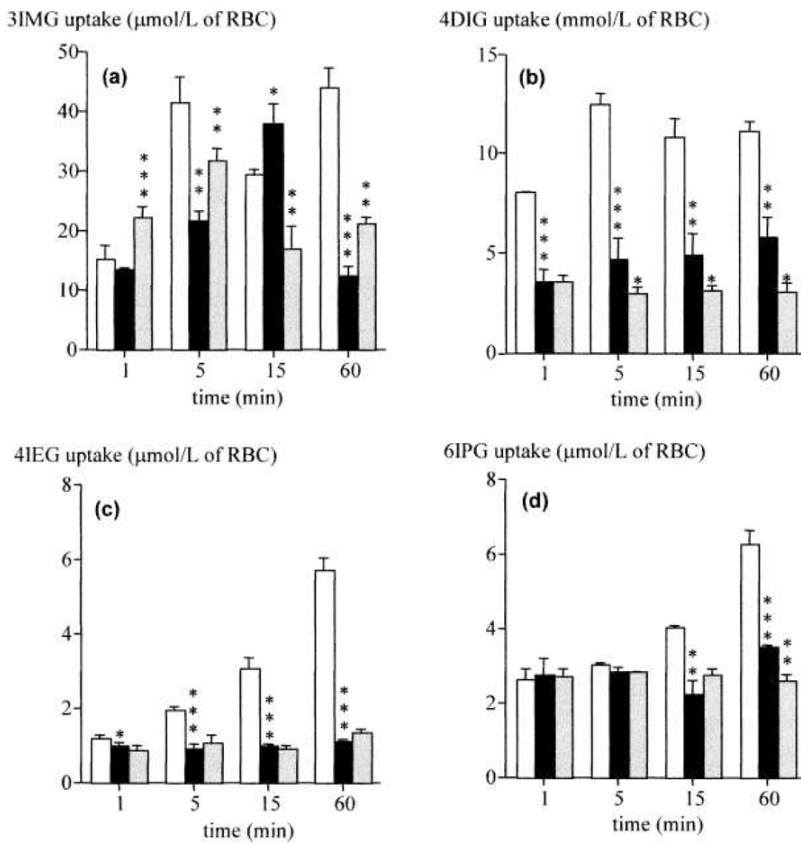 3IMG uptake (μmol/L of RBC)
50
40
30
20
10
0
(a)
***
**
**
*
**
***
**
1 5 15 60
time (min)
4DIG uptake (mmol/L of RBC)
15
10
5
0
(b)
***
***
*
**
*
**
*
1 5 15 60
time (min)
4IEG uptake (μmol/L of RBC)
8
6
4
2
0
(c)
*
***
***
***
1 5 15 60
time (min)
6IPG uptake (μmol/L of RBC)
8
6
4
2
0
(d)
**
***
**
1 5 15 60
time (min)